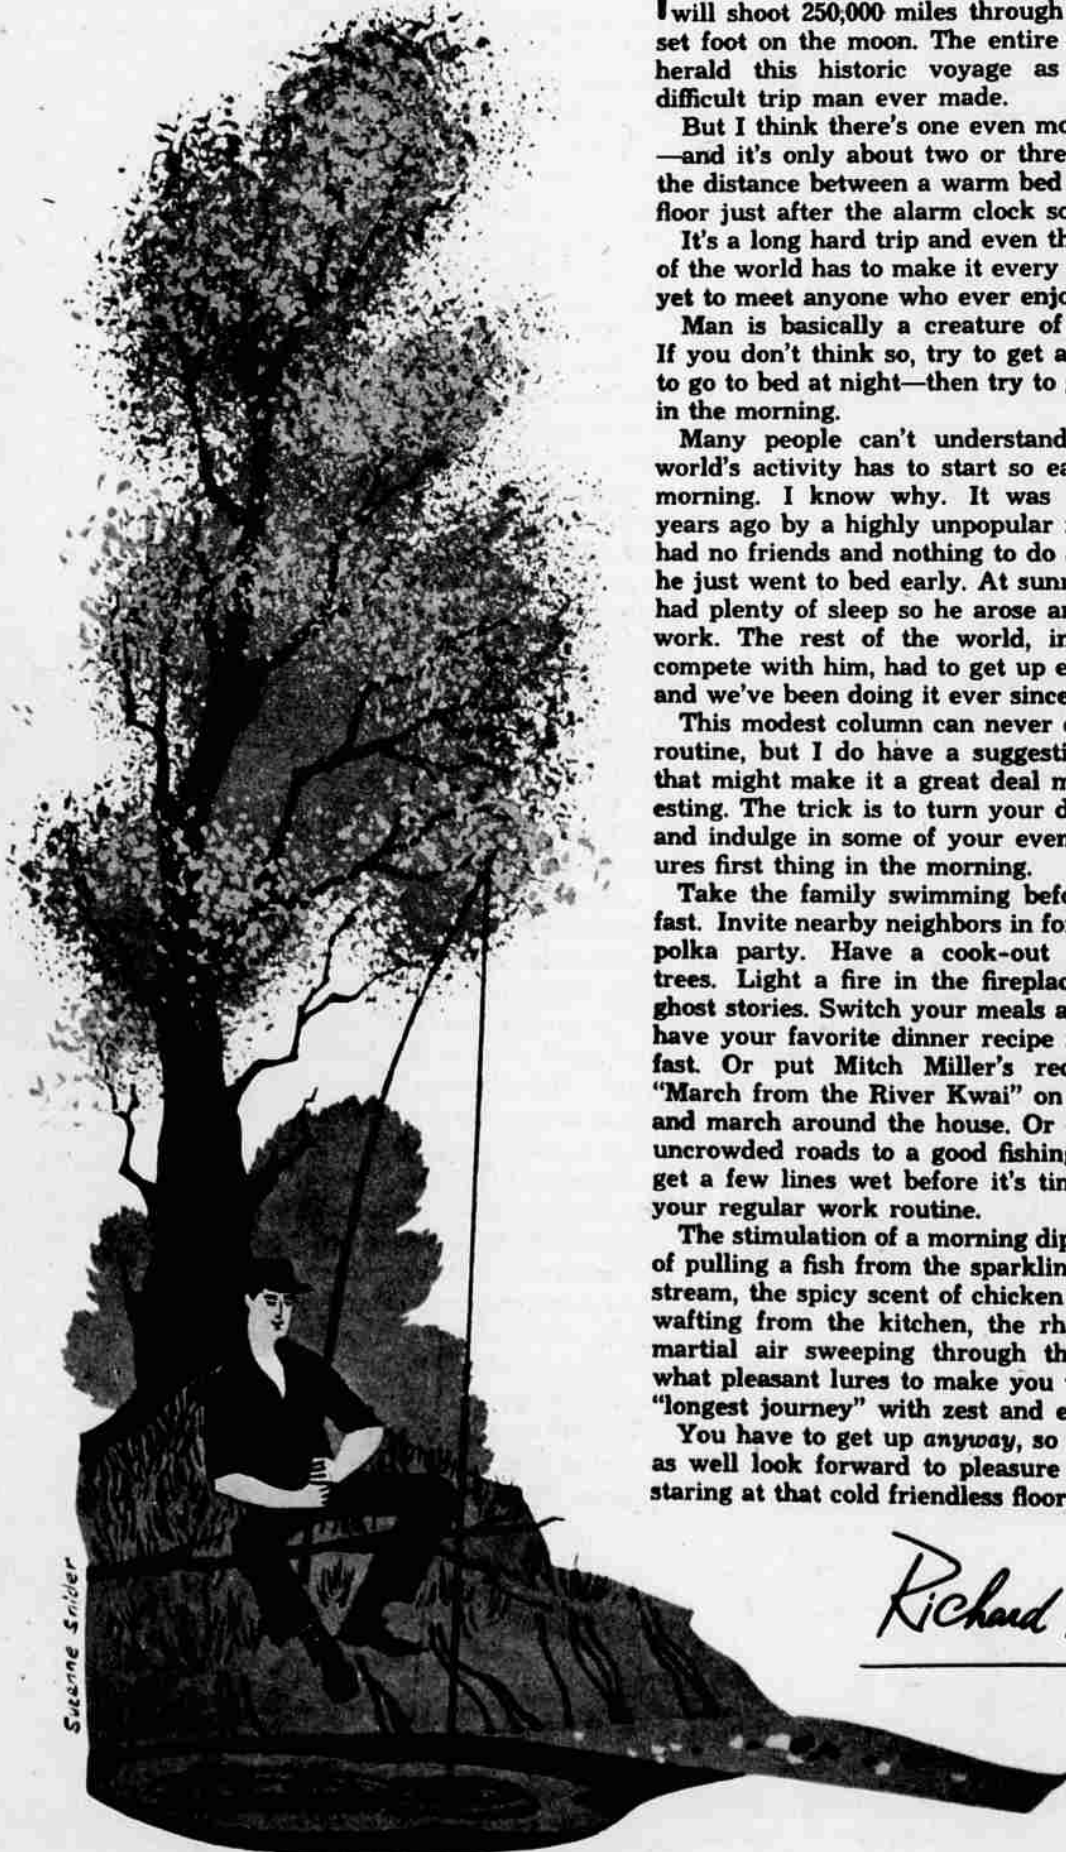 will shoot 250,000 miles through
set foot on the moon. The entire
herald this historic voyage as
difficult trip man ever made.
But I think there's one even mo
—and it's only about two or thre
the distance between a warm bed
floor just after the alarm clock so
It's a long hard trip and even th
of the world has to make it every
yet to meet anyone who ever enjo
Man is basically a creature of
If you don't think so, try to get a
to go to bed at night—then try to
in the morning.
Many people can't understand
world's activity has to start so ea
morning. I know why. It was
years ago by a highly unpopular
had no friends and nothing to do
he just went to bed early. At sunr
had plenty of sleep so he arose an
work. The rest of the world, in
compete with him, had to get up e
and we've been doing it ever since
This modest column can never
routine, but I do have a suggesti
that might make it a great deal m
esting. The trick is to turn your d
and indulge in some of your even
ures first thing in the morning.
Take the family swimming befo
fast. Invite nearby neighbors in fo
polka party. Have a cook-out
trees. Light a fire in the fireplac
ghost stories. Switch your meals a
have your favorite dinner recipe
fast. Or put Mitch Miller's rec
"March from the River Kwai" on
and march around the house. Or
uncrowded roads to a good fishing
get a few lines wet before it's tim
your regular work routine.
The stimulation of a morning dip
of pulling a fish from the sparklin
stream, the spicy scent of chicken
wafting from the kitchen, the rh
martial air sweeping through th
what pleasant lures to make you
"longest journey" with zest and e
You have to get up anyway, so
as well look forward to pleasure
staring at that cold friendless floor
Richard
Suzanne Snider